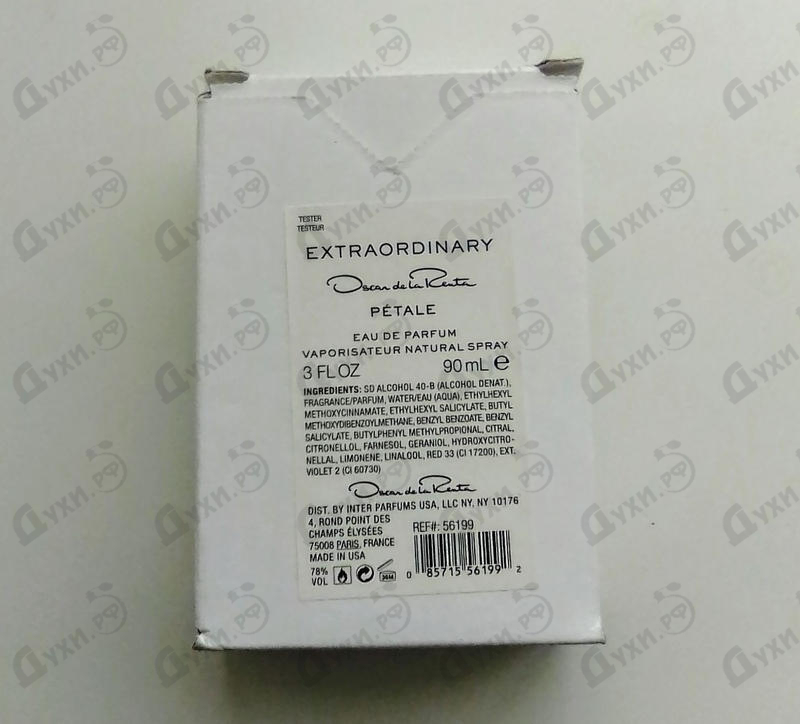 TESTER
TESTEUR
EXTRAORDINARY
Oscar de la Renta
PÉTALE
EAU DE PARFUM
VAPORISATEUR NATURAL SPRAY
3 FL OZ 90 mL ℮
INGREDIENTS: SD ALCOHOL 40-B (ALCOHOL DENAT.),
FRAGRANCE/PARFUM, WATER/EAU (AQUA), ETHYLHEXYL
METHOXYCINNAMATE, ETHYLHEXYL SALICYLATE, BUTYL
METHOXYDIBENZOYLMETHANE, BENZYL BENZOATE, BENZYL
SALICYLATE, BUTYLPHENYL METHYLPROPIONAL, CITRAL,
CITRONELLOL, FARNESOL, GERANIOL, HYDROXYCITRO-
NELLAL, LIMONENE, LINALOOL, RED 33 (CI 17200), EXT.
VIOLET 2 (CI 60730)
Oscar de la Renta
DIST. BY INTER PARFUMS USA, LLC NY, NY 10176
4, ROND POINT DES
CHAMPS ÉLYSÉES
75008 PARIS, FRANCE
MADE IN USA
REF#: 56199
78%
VOL
36M
0 85715 56199 2
Духи.рф